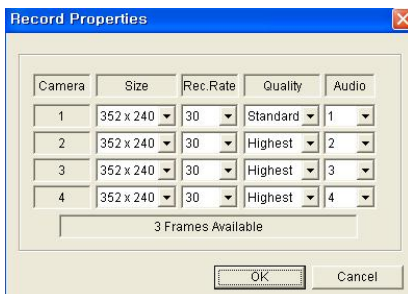 Record Properties
Camera Size Rec.Rate Quality Audio
1 352 x 240 30 Standard 1
2 352 x 240 30 Highest 2
3 352 x 240 30 Highest 3
4 352 x 240 30 Highest 4
3 Frames Available
OK Cancel